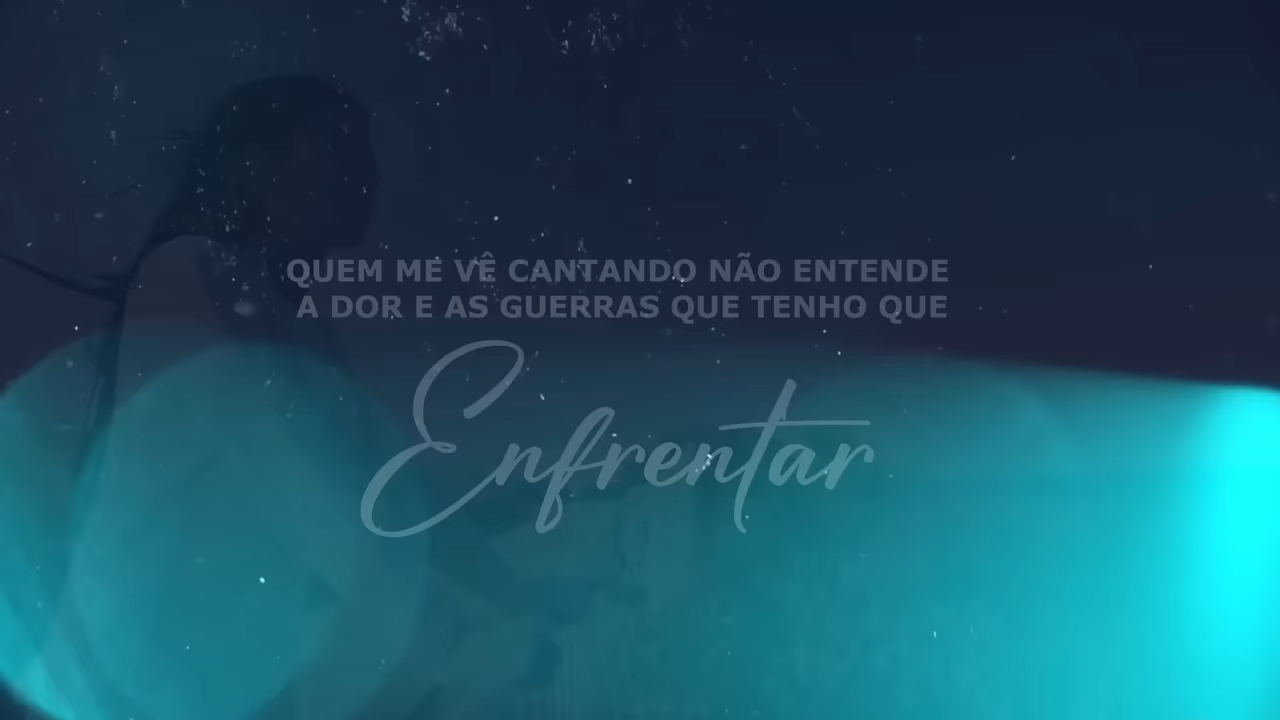 QUEM ME VÊ CANTANDO NÃO ENTENDE
A DOR E AS GUERRAS QUE TENHO QUE
Enfrentar